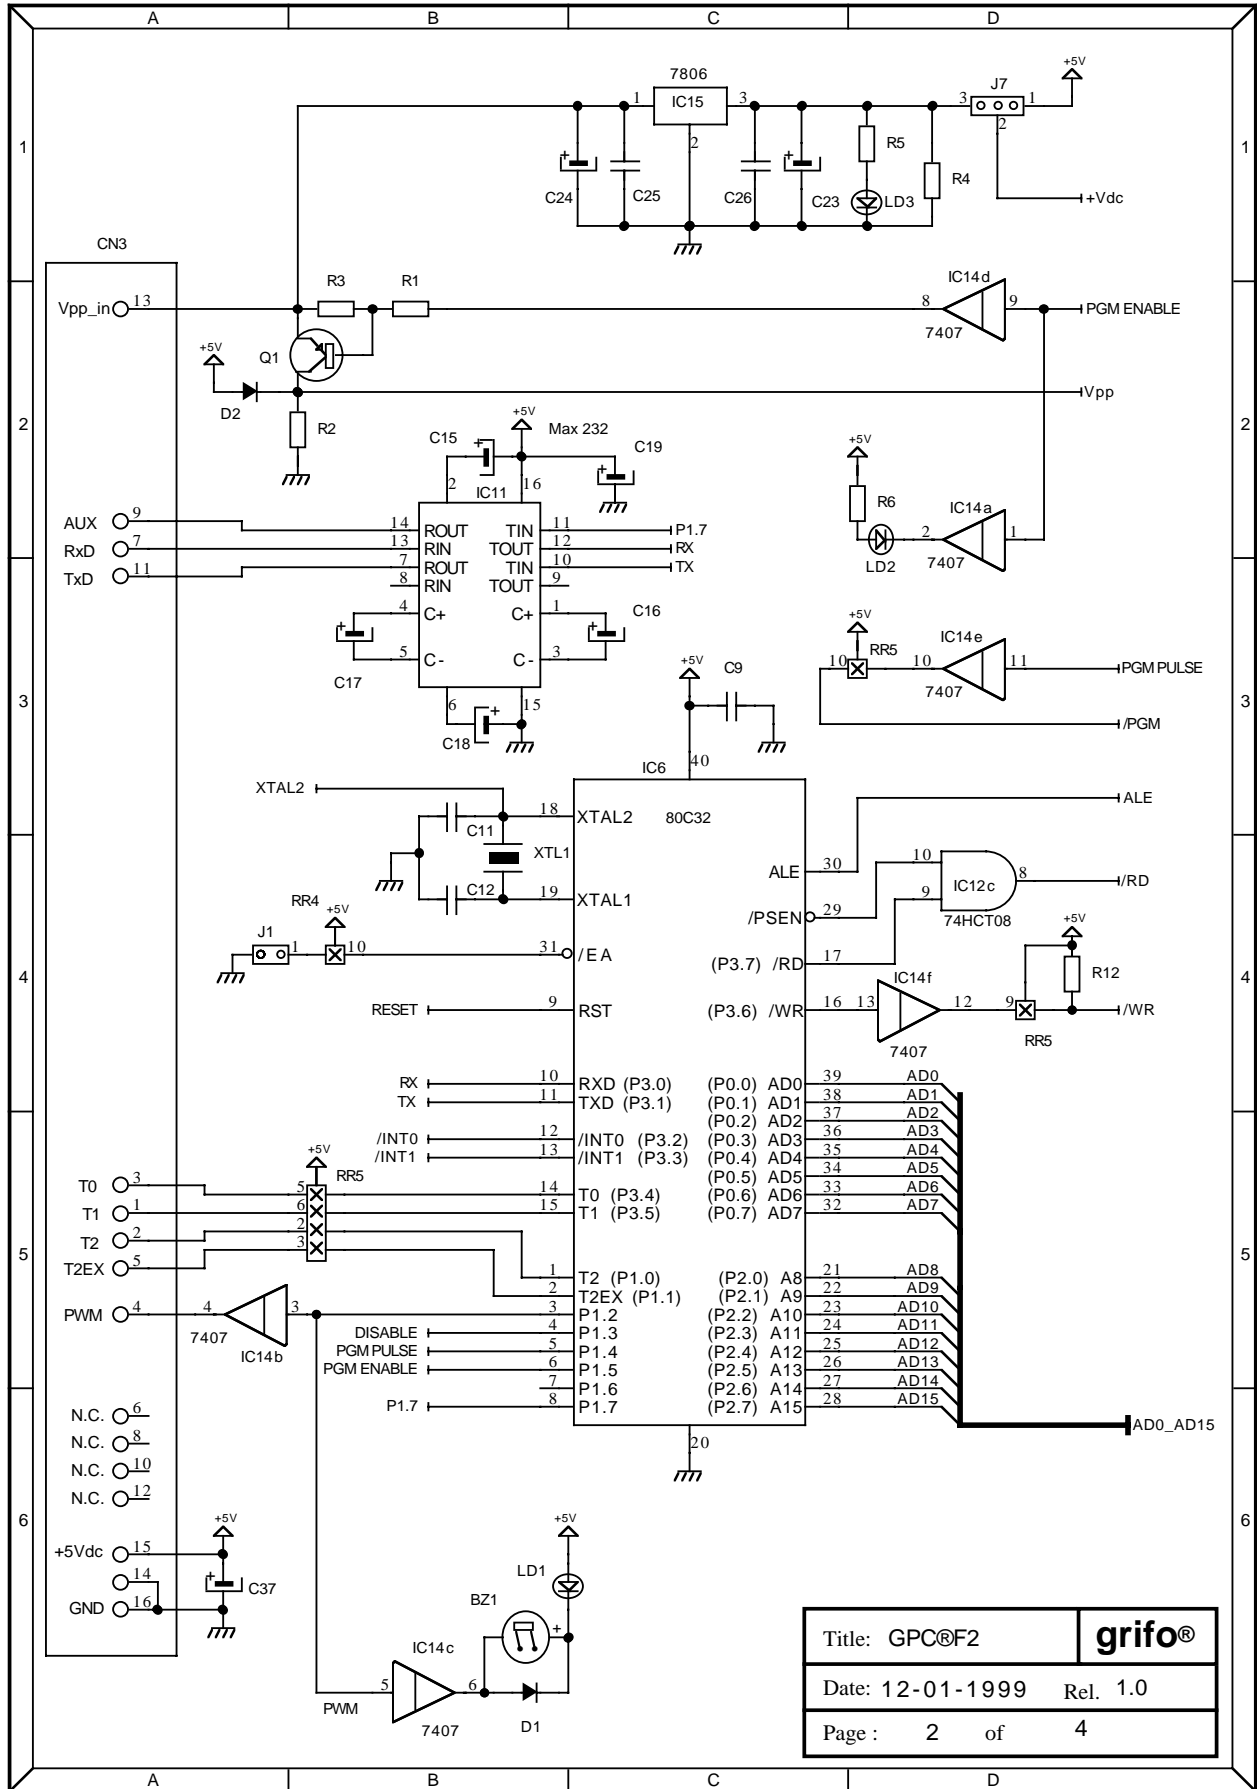 A B C D
7806
+5V
J7
1 IC15 3
3 1
2
2
1 1
R5
R4
C24 C25 C26 C23 LD3
+Vdc
CN3
R3 R1
IC14d
Vpp_in 13
8 9 PGM ENABLE
7407
+5V
Q1
D2
Vpp
2 R2 2
+5V
Max 232
C15 C19
+5V
2 16
IC11
R6
IC14a
AUX 9
14 ROUT TIN 11 P1.7
RxD 7
13 RIN TOUT 12 RX
2 1
7 ROUT TIN 10 TX
LD2 7407
TxD 11
8 RIN TOUT 9
4 C+ C+ 1 C16
+5V
RR5 IC14e
5 C- C- 3
10 10 11 PGM PULSE
7407
C17
+5V
C9
3 6 15 3
/PGM
C18
40
IC6
XTAL2
ALE
18 XTAL2 80C32
C11
XTL1
ALE 30
10
IC12c 8 /RD
9
74HCT08
C12 19 XTAL1
/PSEN 29
RR4 +5V
+5V
J1 1 10 31 /EA
(P3.7) /RD 17
R12
4 4
IC14f
RESET 9 RST
(P3.6) /WR 16 13 12 9 /WR
7407 RR5
RX 10 RXD (P3.0) (P0.0) AD0 39 AD0
TX 11 TXD (P3.1) (P0.1) AD1 38 AD1
(P0.2) AD2 37 AD2
/INT0 12 /INT0 (P3.2) (P0.3) AD3 36 AD3
/INT1 13 /INT1 (P3.3) (P0.4) AD4 35 AD4
+5V
RR5
(P0.5) AD5 34 AD5
T0 3 5 14 T0 (P3.4) (P0.6) AD6 33 AD6
T1 1 6 15 T1 (P3.5) (P0.7) AD7 32 AD7
T2 2 2
5 5
T2EX 5 3
1 T2 (P1.0) (P2.0) A8 21 AD8
2 T2EX (P1.1) (P2.1) A9 22 AD9
PWM 4 4 3 3 P1.2 (P2.2) A10 23 AD10
7407 IC14b
DISABLE 4 P1.3 (P2.3) A11 24 AD11
PGM PULSE 5 P1.4 (P2.4) A12 25 AD12
PGM ENABLE 6 P1.5 (P2.5) A13 26 AD13
7 P1.6 (P2.6) A14 27 AD14
P1.7 8 P1.7 (P2.7) A15 28 AD15
N.C. 6
AD0_AD15
20
N.C. 8
N.C. 10
N.C. 12
6 6
+5V
+5Vdc 15
14
C37
GND 16
+5V
LD1
BZ1
+
IC14c
5 6
PWM
7407 D1
Title: GPC®F2 grifo®
Date: 12-01-1999 Rel. 1.0
Page : 2 of 4
A B C D